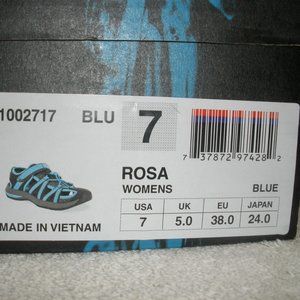 1002717 BLU 7
7 37872 97428 2
ROSA
WOMENS BLUE
USA UK EU JAPAN
7 5.0 38.0 24.0
MADE IN VIETNAM